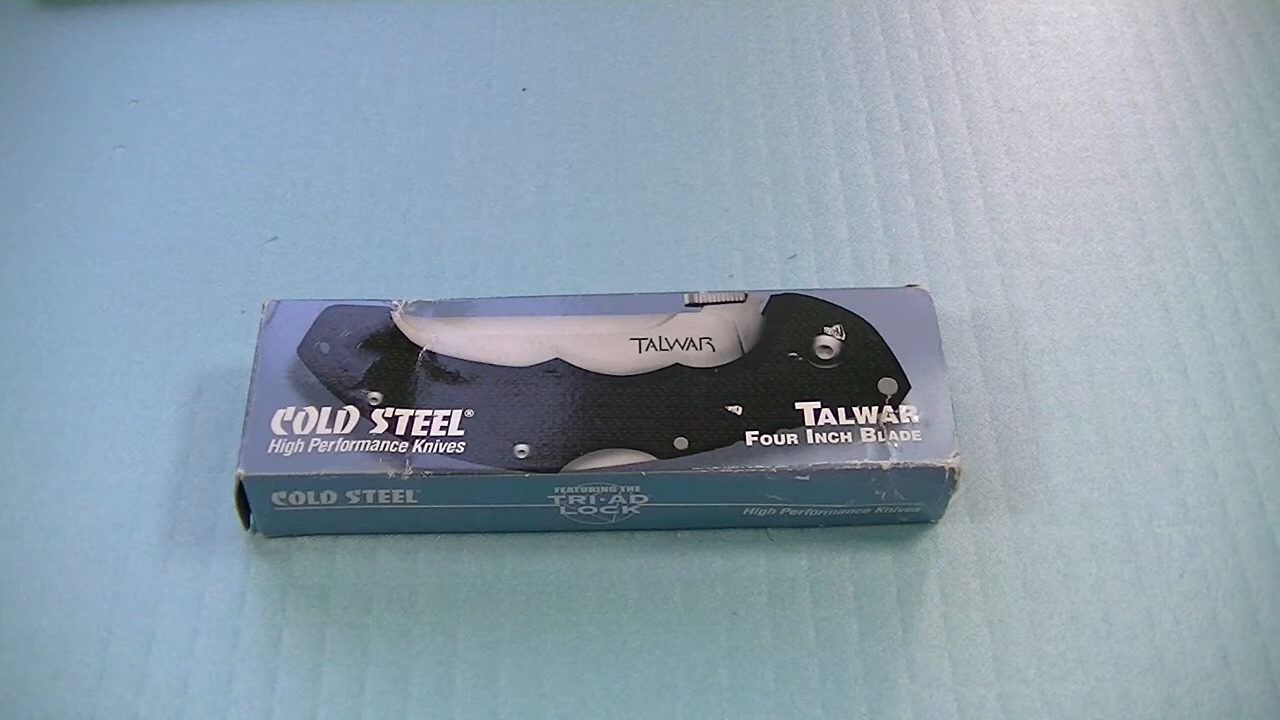 TALWAR
COLD STEEL®
High Performance Knives
TALWAR
FOUR INCH BLADE
COLD STEEL
FEATURING THE
TRI-AD
LOCK
High Performance Knives